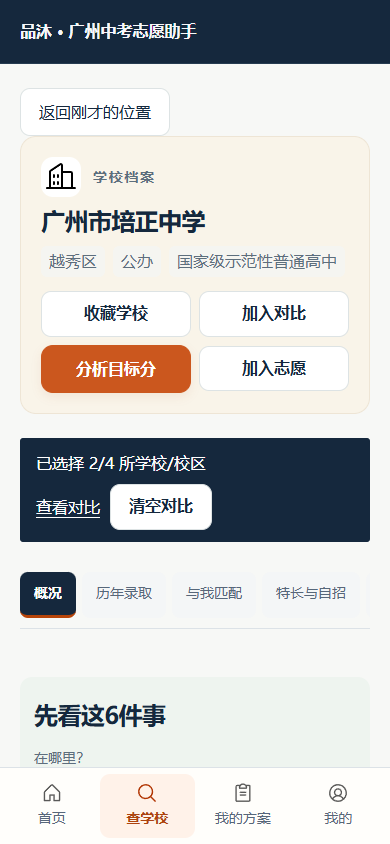 品沐 • 广州中考志愿助手
返回刚才的位置
学校档案
广州市培正中学
越秀区 公办 国家级示范性普通高中
收藏学校 加入对比
分析目标分 加入志愿
已选择 2/4 所学校/校区
查看对比 清空对比
概况 历年录取 与我匹配 特长与自招
先看这6件事
在哪里?
首页 查学校 我的方案 我的